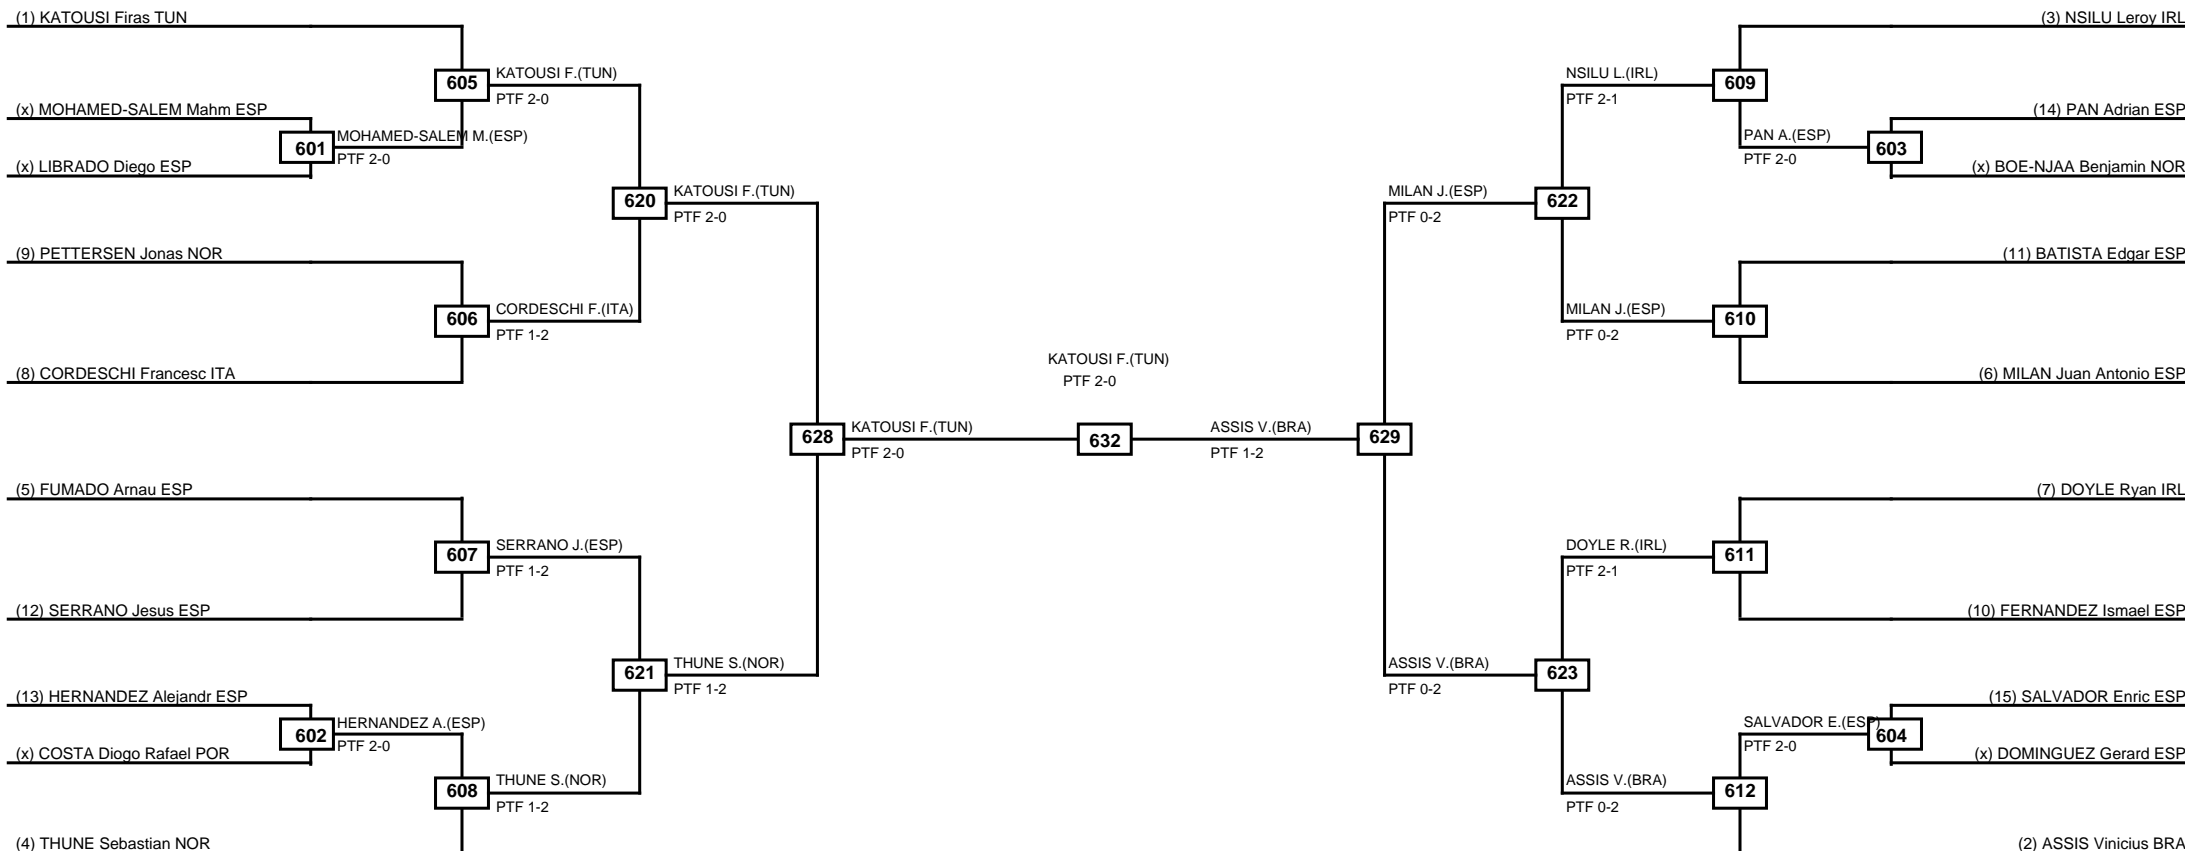 (1) KATOUSI Firas TUN
(x) MOHAMED-SALEM Mahm ESP
(x) LIBRADO Diego ESP
(9) PETTERSEN Jonas NOR
(8) CORDESCHI Francesc ITA
(5) FUMADO Arnau ESP
(12) SERRANO Jesus ESP
(13) HERNANDEZ Alejandr ESP
(x) COSTA Diogo Rafael POR
(4) THUNE Sebastian NOR
601
MOHAMED-SALEM M.(ESP)
PTF 2-0
602
HERNANDEZ A.(ESP)
PTF 2-0
605
KATOUSI F.(TUN)
PTF 2-0
606
CORDESCHI F.(ITA)
PTF 1-2
607
SERRANO J.(ESP)
PTF 1-2
608
THUNE S.(NOR)
PTF 1-2
620
KATOUSI F.(TUN)
PTF 2-0
621
THUNE S.(NOR)
PTF 1-2
628
KATOUSI F.(TUN)
PTF 2-0
KATOUSI F.(TUN)
PTF 2-0
632
ASSIS V.(BRA)
PTF 1-2
629
MILAN J.(ESP)
PTF 0-2
622
ASSIS V.(BRA)
PTF 0-2
623
NSILU L.(IRL)
PTF 2-1
609
MILAN J.(ESP)
PTF 0-2
610
DOYLE R.(IRL)
PTF 2-1
611
ASSIS V.(BRA)
PTF 0-2
612
PAN A.(ESP)
PTF 2-0
603
SALVADOR E.(ESP)
PTF 2-0
604
(3) NSILU Leroy IRL
(14) PAN Adrian ESP
(x) BOE-NJAA Benjamin NOR
(11) BATISTA Edgar ESP
(6) MILAN Juan Antonio ESP
(7) DOYLE Ryan IRL
(10) FERNANDEZ Ismael ESP
(15) SALVADOR Enric ESP
(x) DOMINGUEZ Gerard ESP
(2) ASSIS Vinicius BRA